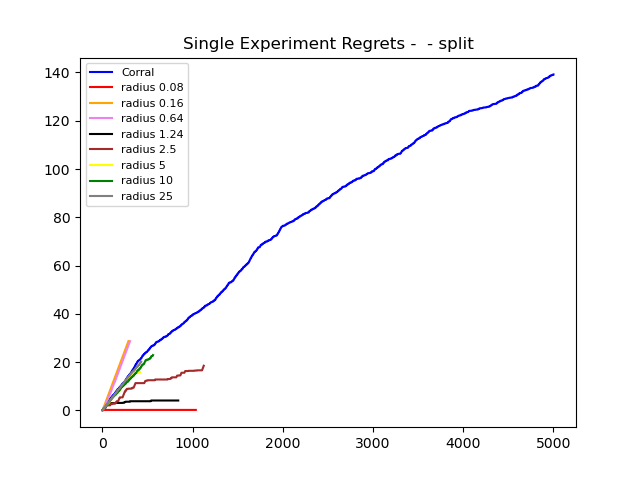 Single Experiment Regrets -  - split
Corral
radius 0.08
radius 0.16
radius 0.64
radius 1.24
radius 2.5
radius 5
radius 10
radius 25
140
120
100
80
60
40
20
0
0 1000 2000 3000 4000 5000